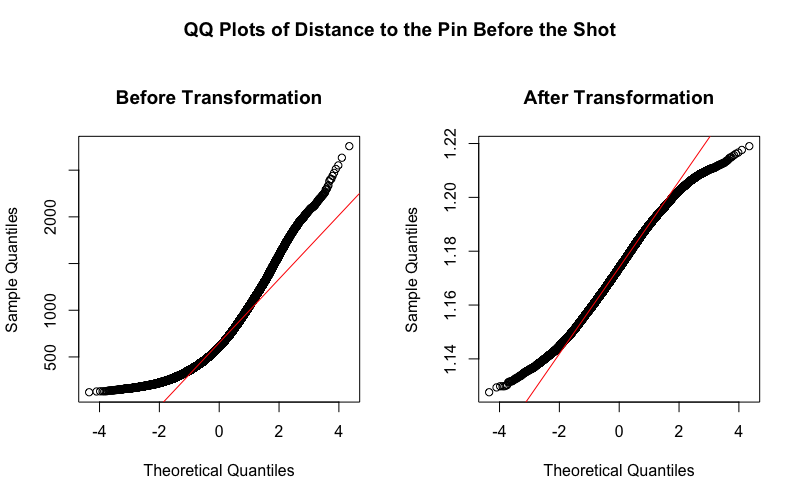 QQ Plots of Distance to the Pin Before the Shot
Before Transformation
Sample Quantiles
2000
1000
500
-4 -2 0 2 4
Theoretical Quantiles
After Transformation
Sample Quantiles
1.22
1.20
1.18
1.16
1.14
-4 -2 0 2 4
Theoretical Quantiles